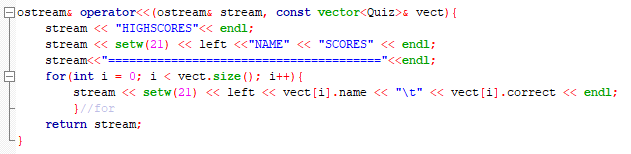 ostream& operator<<(ostream& stream, const vector<Quiz>& vect){
    stream << "HIGHSCORES"<< endl;
    stream << setw(21) << left <<"NAME" << "SCORES" << endl;
    stream<<"======================================="<<endl;
    for(int i = 0; i < vect.size(); i++){
        stream << setw(21) << left << vect[i].name << "\t" << vect[i].correct << endl;
        }//for
    return stream;
}